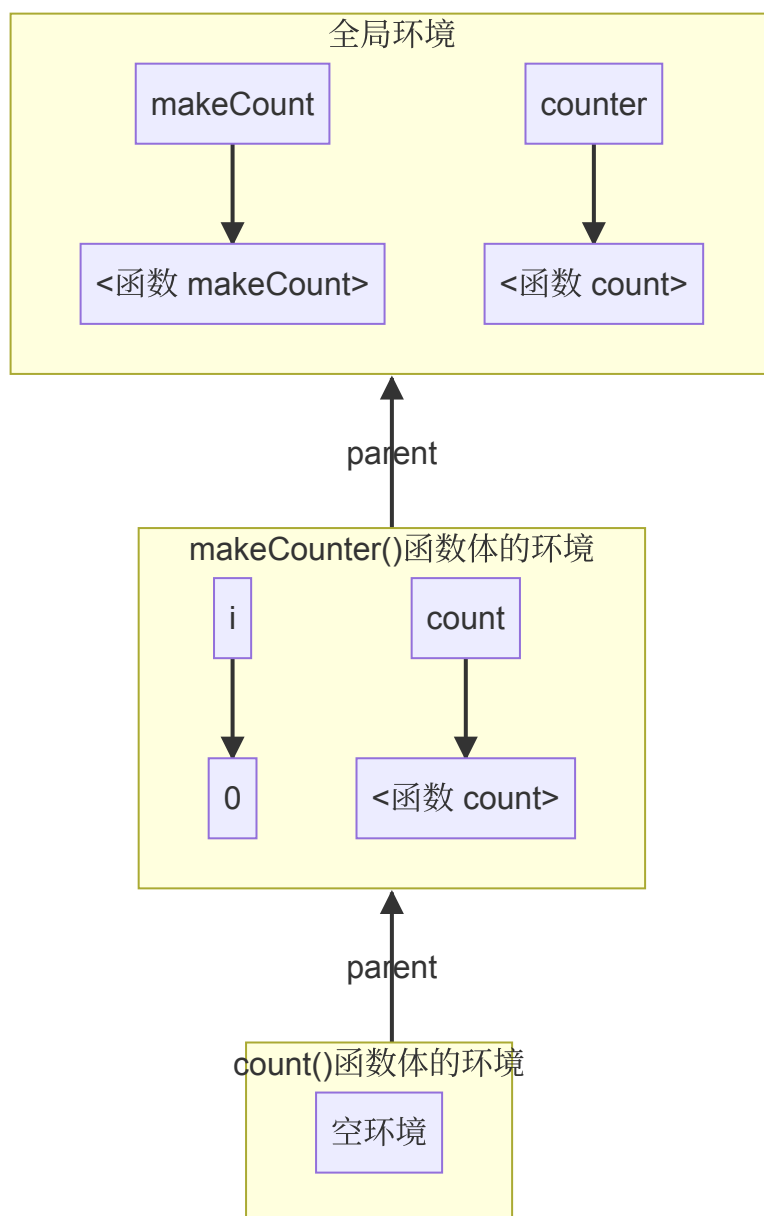 全局环境
makeCount
counter
<函数 makeCount>
<函数 count>
parent
makeCounter()函数体的环境
i
count
0
<函数 count>
parent
count()函数体的环境
空环境